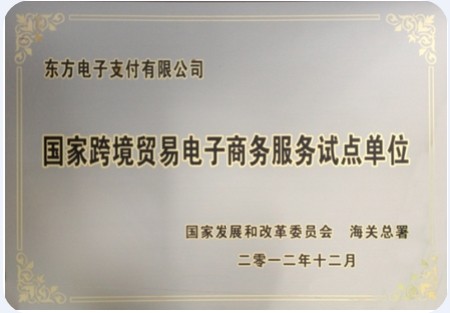 东方电子支付有限公司
国家跨境贸易电子商务服务试点单位
国家发展和改革委员会 海关总署
二零一二年十二月